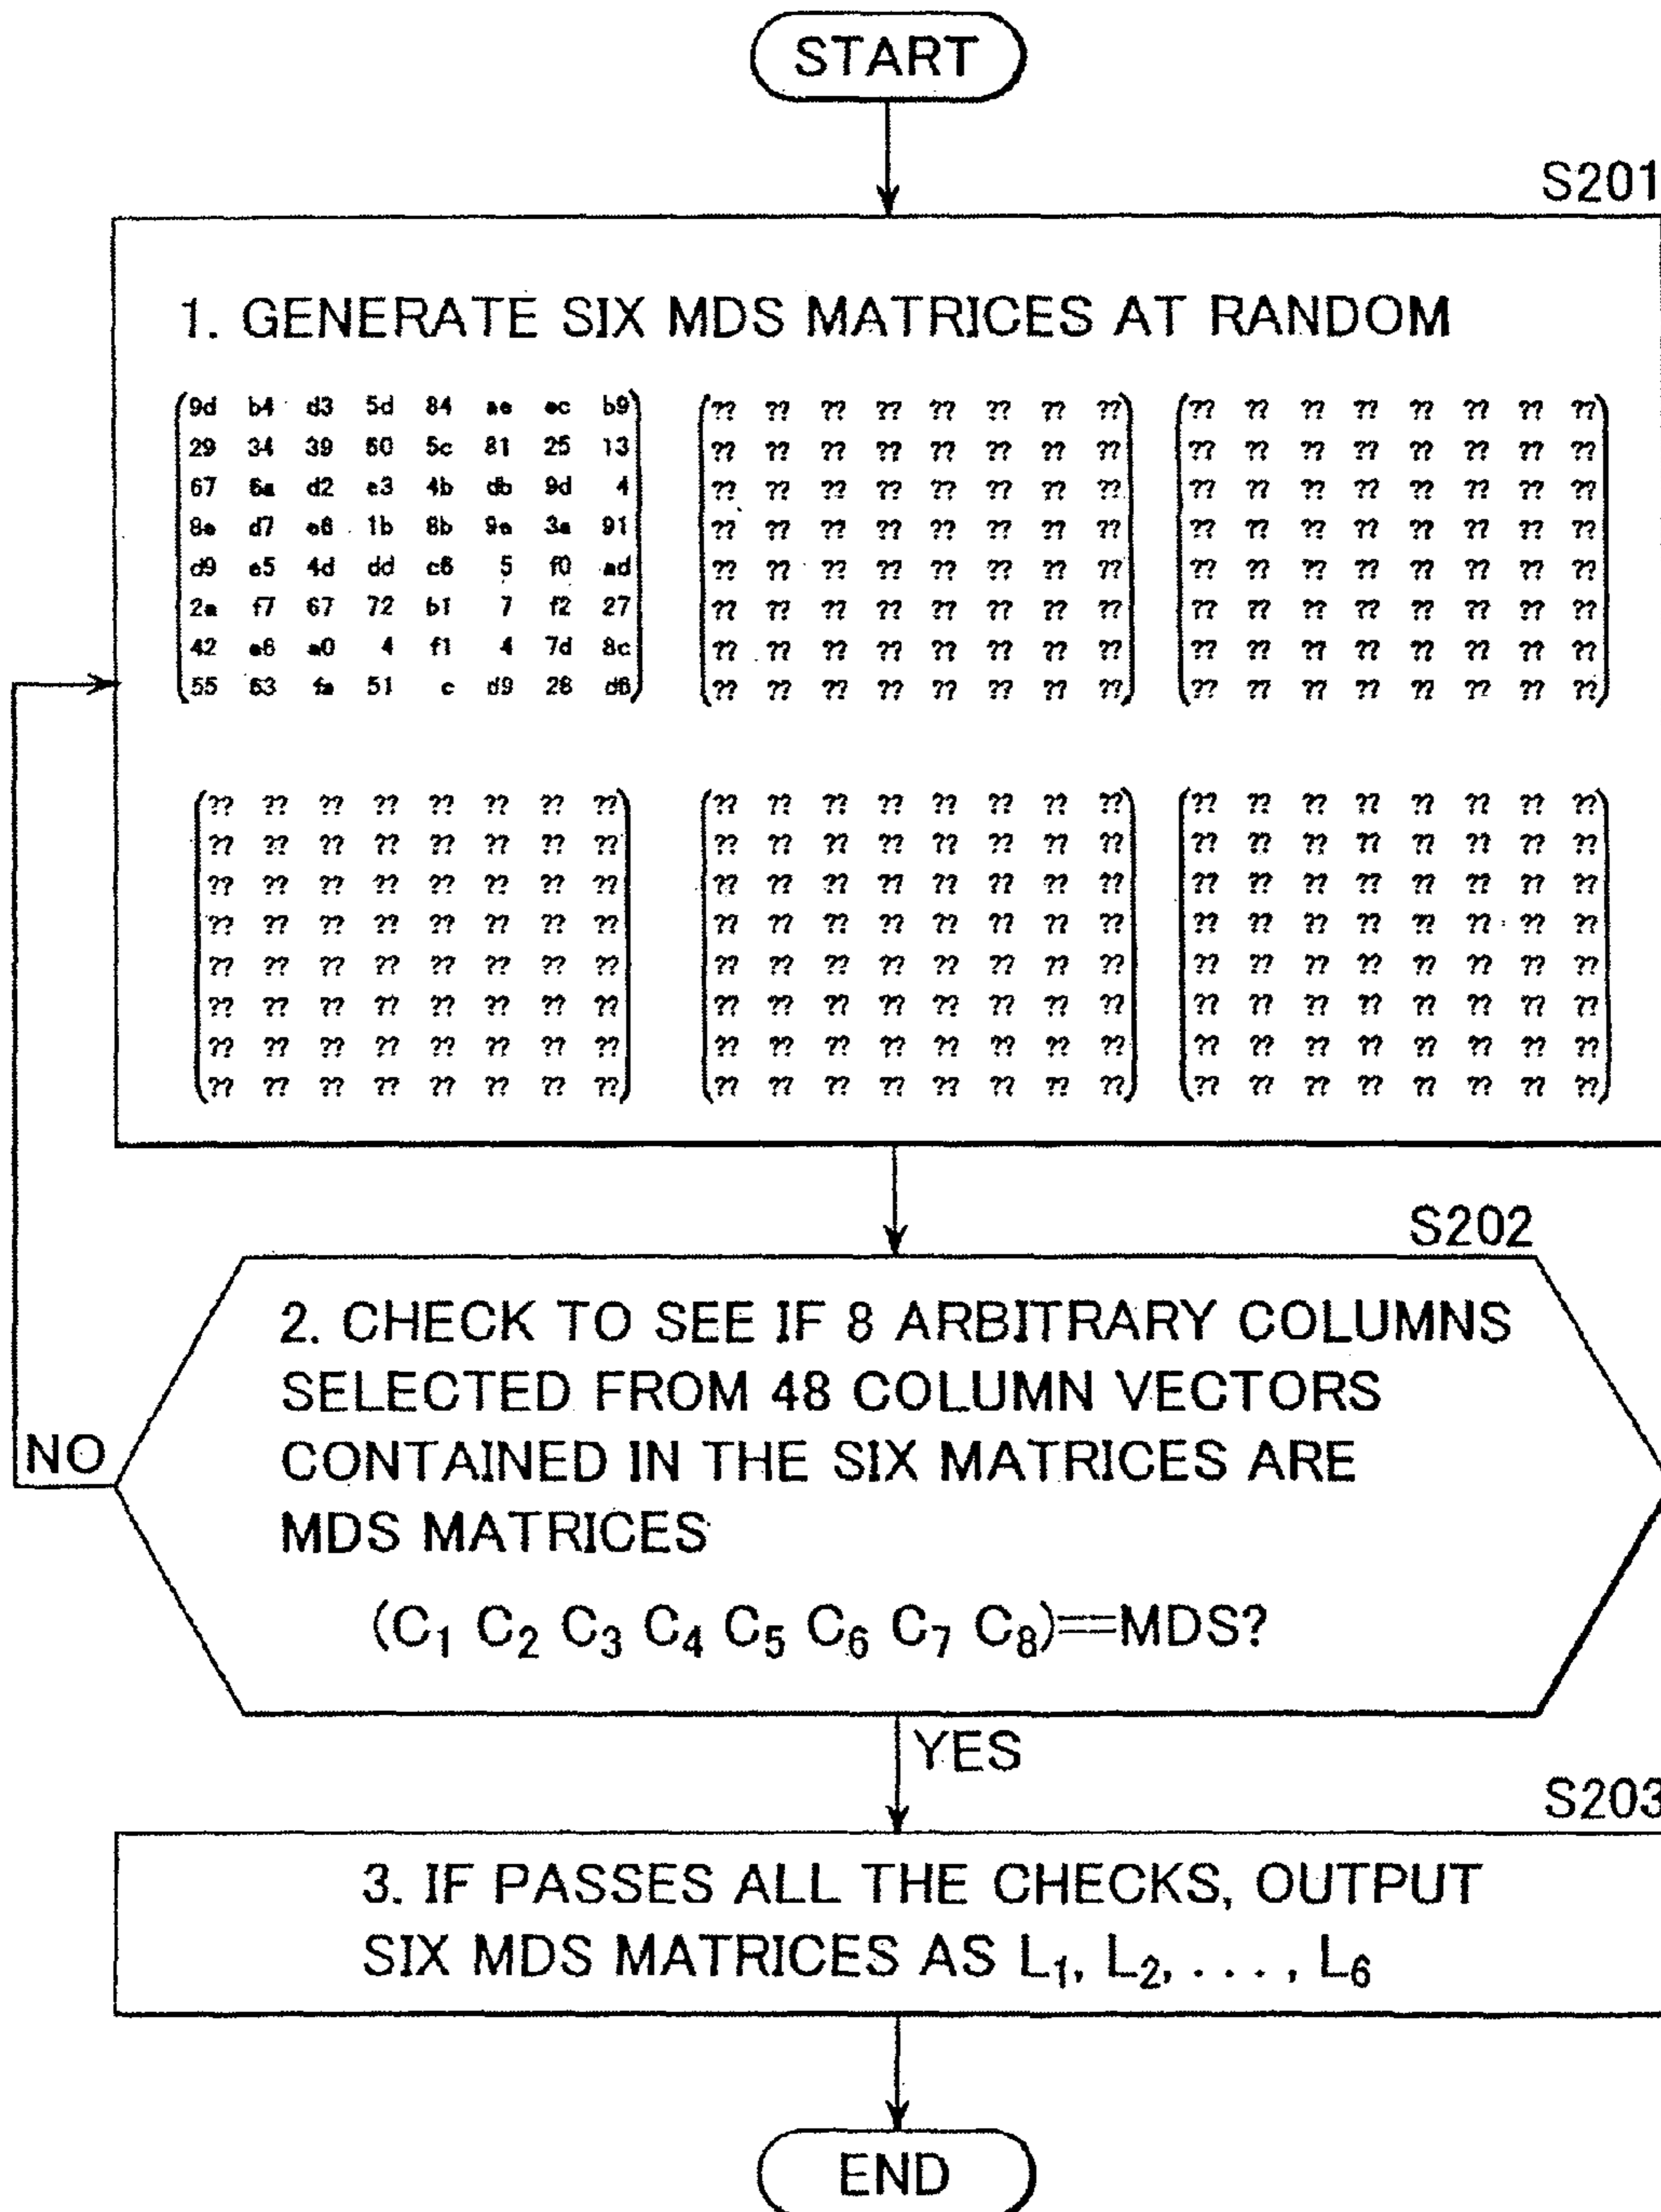 START
S201
1. GENERATE SIX MDS MATRICES AT RANDOM
9d b4 d3 5d 84 ae ec b9 ?? ?? ?? ?? ?? ?? ?? ?? ?? ?? ?? ?? ?? ?? ?? ??
29 34 39 60 5c 81 25 13 ?? ?? ?? ?? ?? ?? ?? ?? ?? ?? ?? ?? ?? ?? ?? ??
67 6a d2 e3 4b db 9d 4 ?? ?? ?? ?? ?? ?? ?? ?? ?? ?? ?? ?? ?? ?? ?? ??
8e d7 e6 1b 8b 9e 3a 91 ?? ?? ?? ?? ?? ?? ?? ?? ?? ?? ?? ?? ?? ?? ?? ??
d9 e5 4d dd c6 5 f0 ad ?? ?? ?? ?? ?? ?? ?? ?? ?? ?? ?? ?? ?? ?? ?? ??
2a f7 67 72 b1 7 f2 27 ?? ?? ?? ?? ?? ?? ?? ?? ?? ?? ?? ?? ?? ?? ?? ??
42 e6 a0 4 f1 4 7d 8c ?? ?? ?? ?? ?? ?? ?? ?? ?? ?? ?? ?? ?? ?? ?? ??
55 63 fa 51 c d9 28 d6 ?? ?? ?? ?? ?? ?? ?? ?? ?? ?? ?? ?? ?? ?? ?? ??
?? ?? ?? ?? ?? ?? ?? ?? ?? ?? ?? ?? ?? ?? ?? ?? ?? ?? ?? ?? ?? ?? ?? ??
?? ?? ?? ?? ?? ?? ?? ?? ?? ?? ?? ?? ?? ?? ?? ?? ?? ?? ?? ?? ?? ?? ?? ??
?? ?? ?? ?? ?? ?? ?? ?? ?? ?? ?? ?? ?? ?? ?? ?? ?? ?? ?? ?? ?? ?? ?? ??
?? ?? ?? ?? ?? ?? ?? ?? ?? ?? ?? ?? ?? ?? ?? ?? ?? ?? ?? ?? ?? ?? ?? ??
?? ?? ?? ?? ?? ?? ?? ?? ?? ?? ?? ?? ?? ?? ?? ?? ?? ?? ?? ?? ?? ?? ?? ??
?? ?? ?? ?? ?? ?? ?? ?? ?? ?? ?? ?? ?? ?? ?? ?? ?? ?? ?? ?? ?? ?? ?? ??
?? ?? ?? ?? ?? ?? ?? ?? ?? ?? ?? ?? ?? ?? ?? ?? ?? ?? ?? ?? ?? ?? ?? ??
?? ?? ?? ?? ?? ?? ?? ?? ?? ?? ?? ?? ?? ?? ?? ?? ?? ?? ?? ?? ?? ?? ?? ??
S202
2. CHECK TO SEE IF 8 ARBITRARY COLUMNS
SELECTED FROM 48 COLUMN VECTORS
CONTAINED IN THE SIX MATRICES ARE
MDS MATRICES
(C₁ C₂ C₃ C₄ C₅ C₆ C₇ C₈)==MDS?
NO
YES
S203
3. IF PASSES ALL THE CHECKS, OUTPUT
SIX MDS MATRICES AS L₁, L₂, . . . , L₆
END